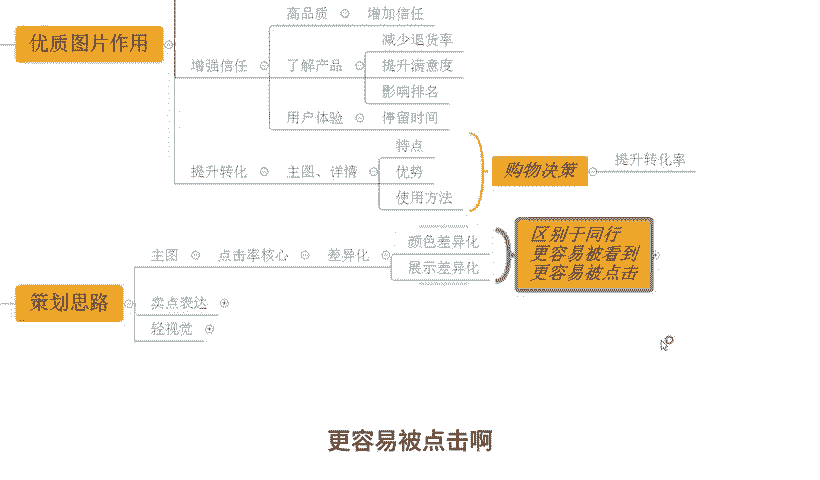 优质图片作用
高品质
增加信任
增强信任
了解产品
减少退货率
提升满意度
影响排名
用户体验
停留时间
提升转化
主图、详情
特点
优势
使用方法
购物决策
提升转化率
策划思路
主图
点击率核心
差异化
颜色差异化
展示差异化
区别于同行
更容易被看到
更容易被点击
卖点表达
轻视觉
更容易被点击啊